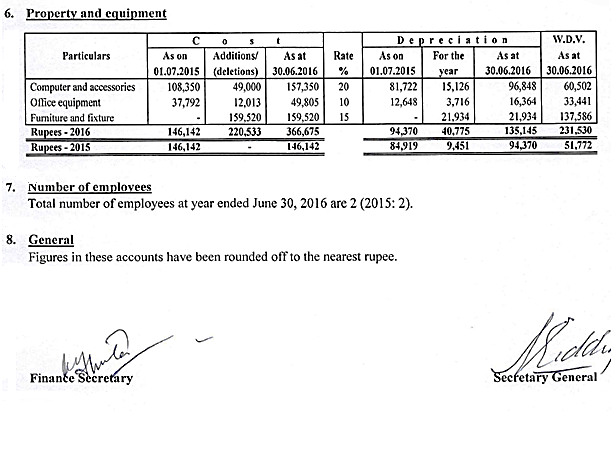 6. Property and equipment
C o s t D e p r e c i a t i o n W.D.V.
Particulars As on 01.07.2015 Additions/ (deletions) As at 30.06.2016 Rate % As on 01.07.2015 For the year As at 30.06.2016 As at 30.06.2016
Computer and accessories 108,350 49,000 157,350 20 81,722 15,126 96,848 60,502
Office equipment 37,792 12,013 49,805 10 12,648 3,716 16,364 33,441
Furniture and fixture - 159,520 159,520 15 - 21,934 21,934 137,586
Rupees - 2016 146,142 220,533 366,675 94,370 40,775 135,145 231,530
Rupees - 2015 146,142 - 146,142 84,919 9,451 94,370 51,772
7. Number of employees
Total number of employees at year ended June 30, 2016 are 2 (2015: 2).
8. General
Figures in these accounts have been rounded off to the nearest rupee.
Finance Secretary Secretary General